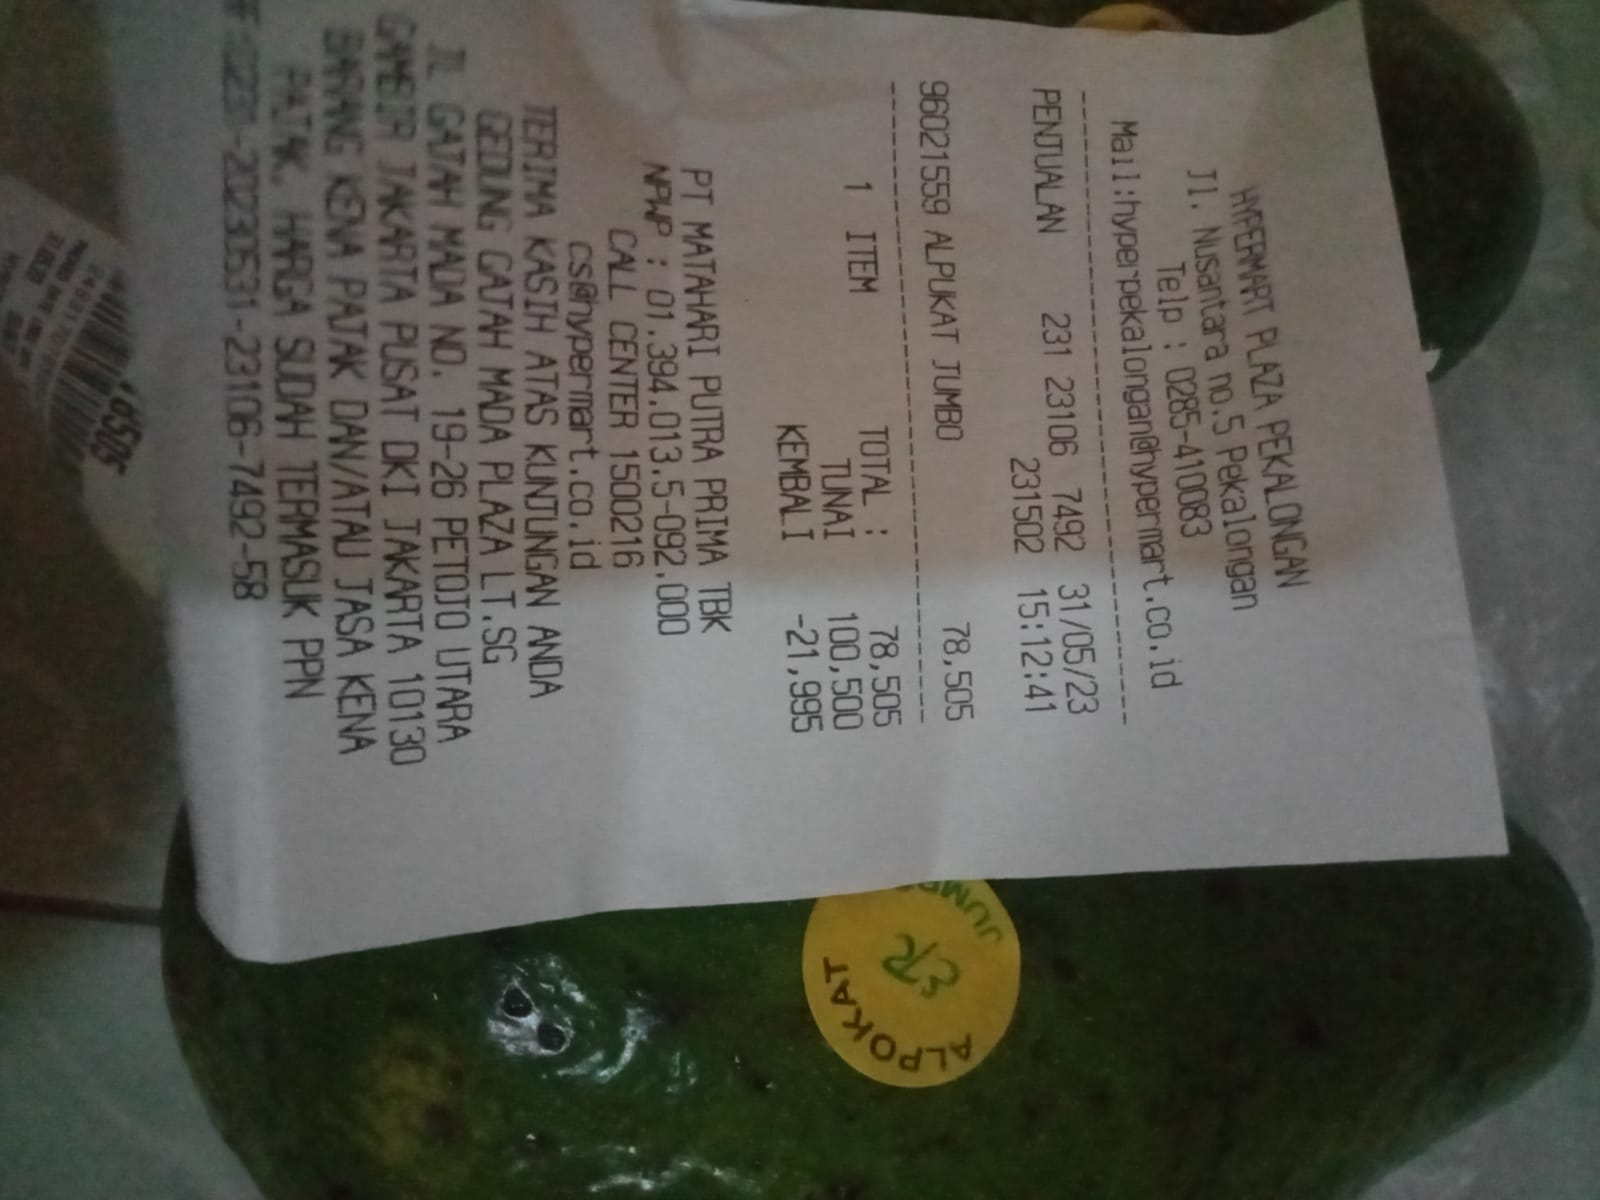 HYPERMART PLAZA PEKALONGAN
Jl. Nusantara no.5 Pekalongan
Telp : 0285-410083
Mail:hyperpekalongan@hypermart.co.id
PENJUALAN 231 23106 7492 31/05/23
231502 15:12:41
96021559 ALPUKAT JUMBO 78,505
1 ITEM TOTAL : 78,505
TUNAI 100,500
KEMBALI -21,995
PT MATAHARI PUTRA PRIMA TBK
NPWP : 01.394.013.5-092.000
CALL CENTER 1500216
cs@hypermart.co.id
TERIMA KASIH ATAS KUNJUNGAN ANDA
GEDUNG GAJAH MADA PLAZA LT.SG
JL GAJAH MADA NO. 19-26 PETOJO UTARA
GAMBIR JAKARTA PUSAT DKI JAKARTA 10130
BARANG KENA PAJAK DAN/ATAU JASA KENA
PAJAK, HARGA SUDAH TERMASUK PPN
-20230531-23106-7492-58
ALPOKAT
ER